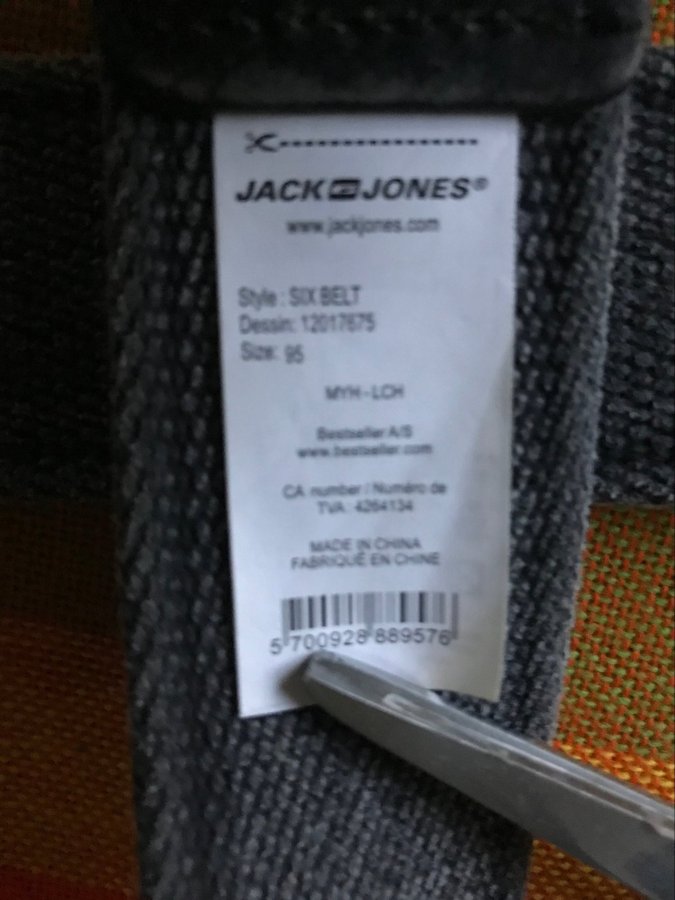 JACK JONES®
www.jackjones.com
Style : SIX BELT
Dessin: 12017675
Size: 95
MYH - LCH
Bestseller A/S
www.bestseller.com
CA number / Numéro de
TVA : 4264134
MADE IN CHINA
FABRIQUÉ EN CHINE
5 700928 889576